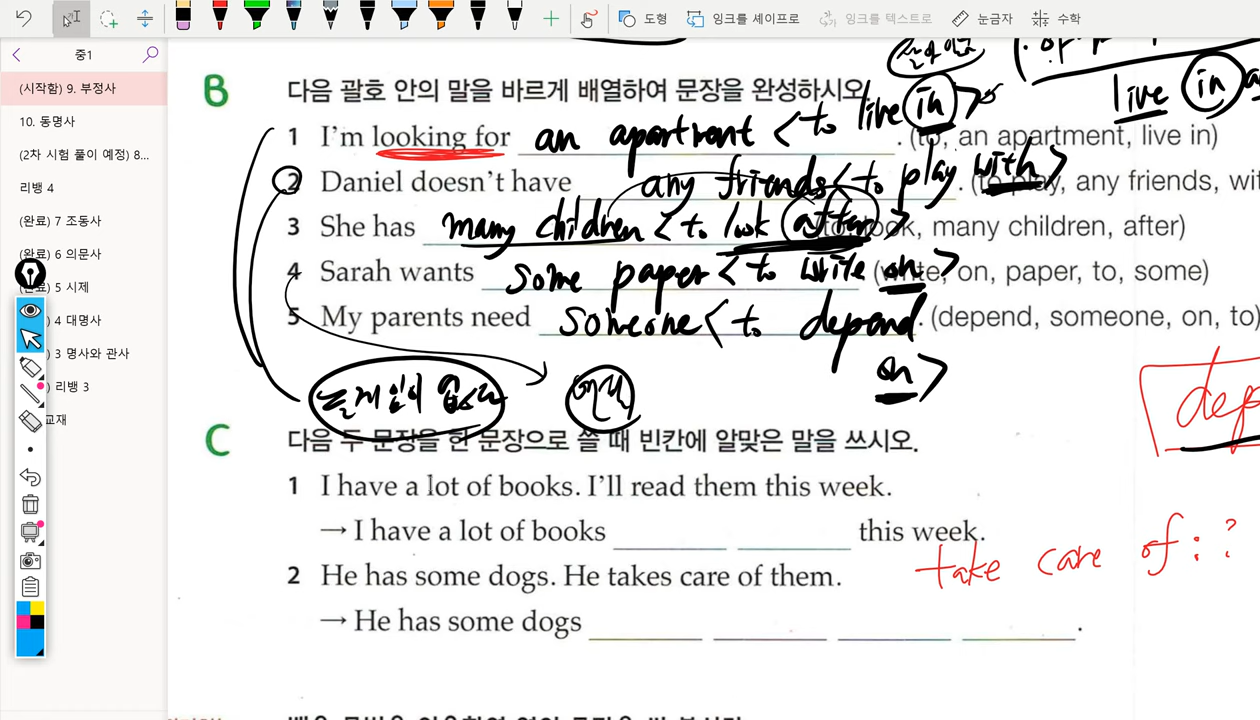 도형
잉크를 셰이프로
잉크를 텍스트로
눈금자
수학
중1
(시작함) 9. 부정사
10. 동명사
(2차 시험 풀이 예정) 8...
리뱅 4
(완료) 7 조동사
(완료) 6 의문사
5 시제
) 4 대명사
) 3 명사와 관사
) 리뱅 3
교재
live in
B 다음 괄호 안의 말을 바르게 배열하여 문장을 완성하시오
1 I'm looking for an apartment < to live in > . (to, an apartment, live in)
2 Daniel doesn't have any friends < to play with > . (to play, any friends, wit
3 She has many children < to look after > (to, look, many children, after)
4 Sarah wants some paper < to write on > (write, on, paper, to, some)
5 My parents need someone < to depend on > . (depend, someone, on, to)
dep
C 다음 두 문장을 한 문장으로 쓸 때 빈칸에 알맞은 말을 쓰시오.
1 I have a lot of books. I'll read them this week.
→ I have a lot of books this week.
take care of : ?
2 He has some dogs. He takes care of them.
→ He has some dogs .